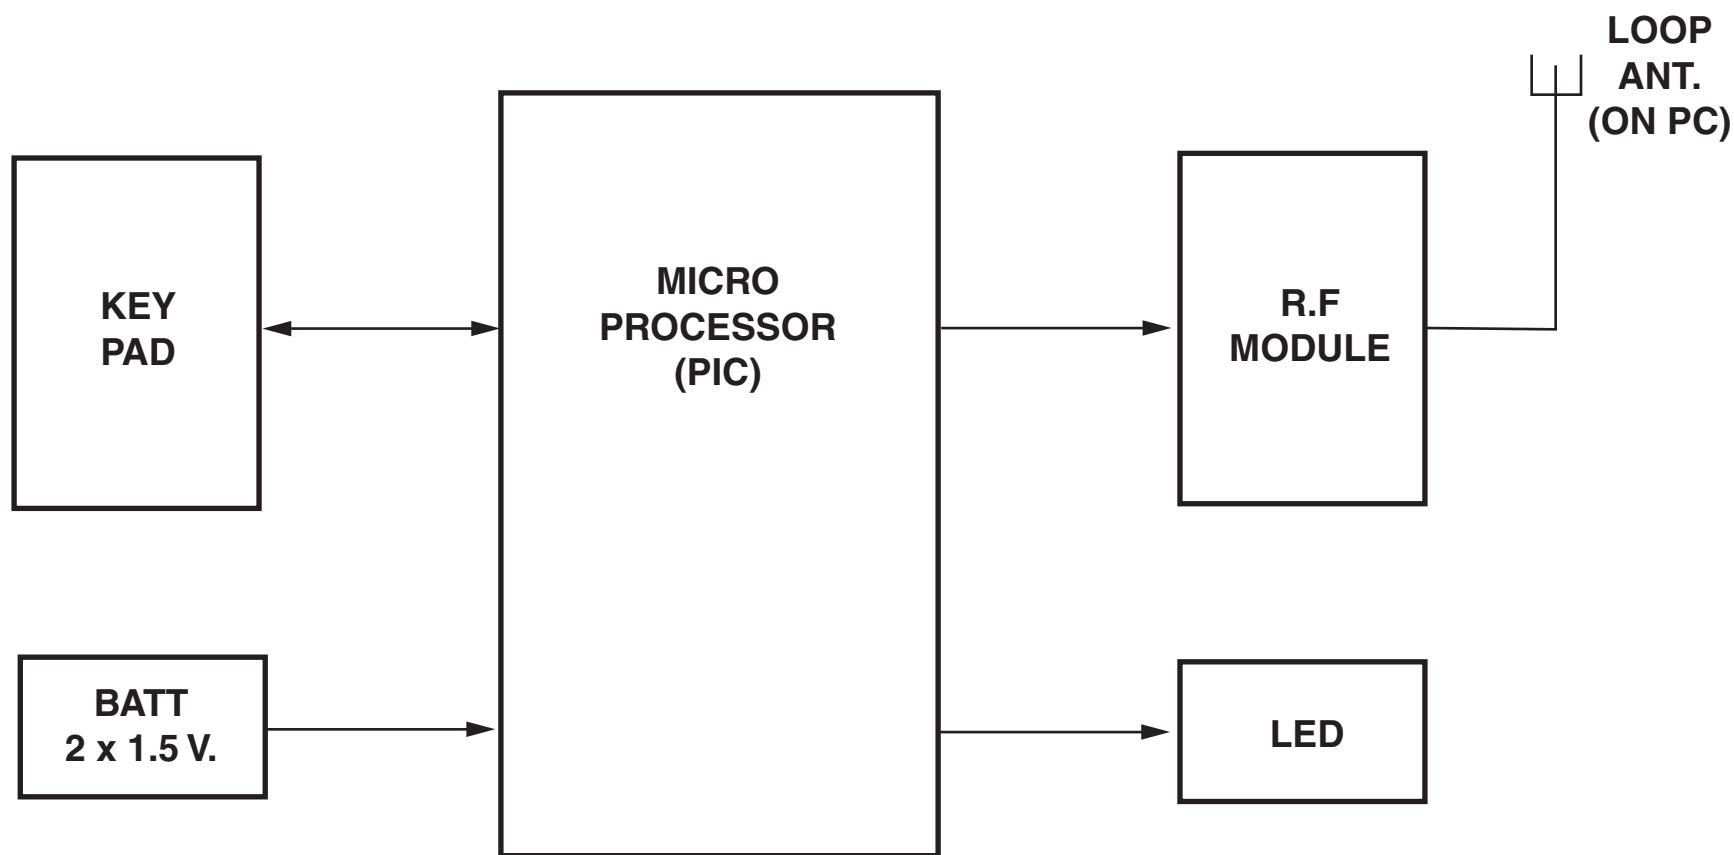 LOOP
ANT.
(ON PC)
KEY
PAD
MICRO
PROCESSOR
(PIC)
R.F
MODULE
BATT
2 x 1.5 V.
LED